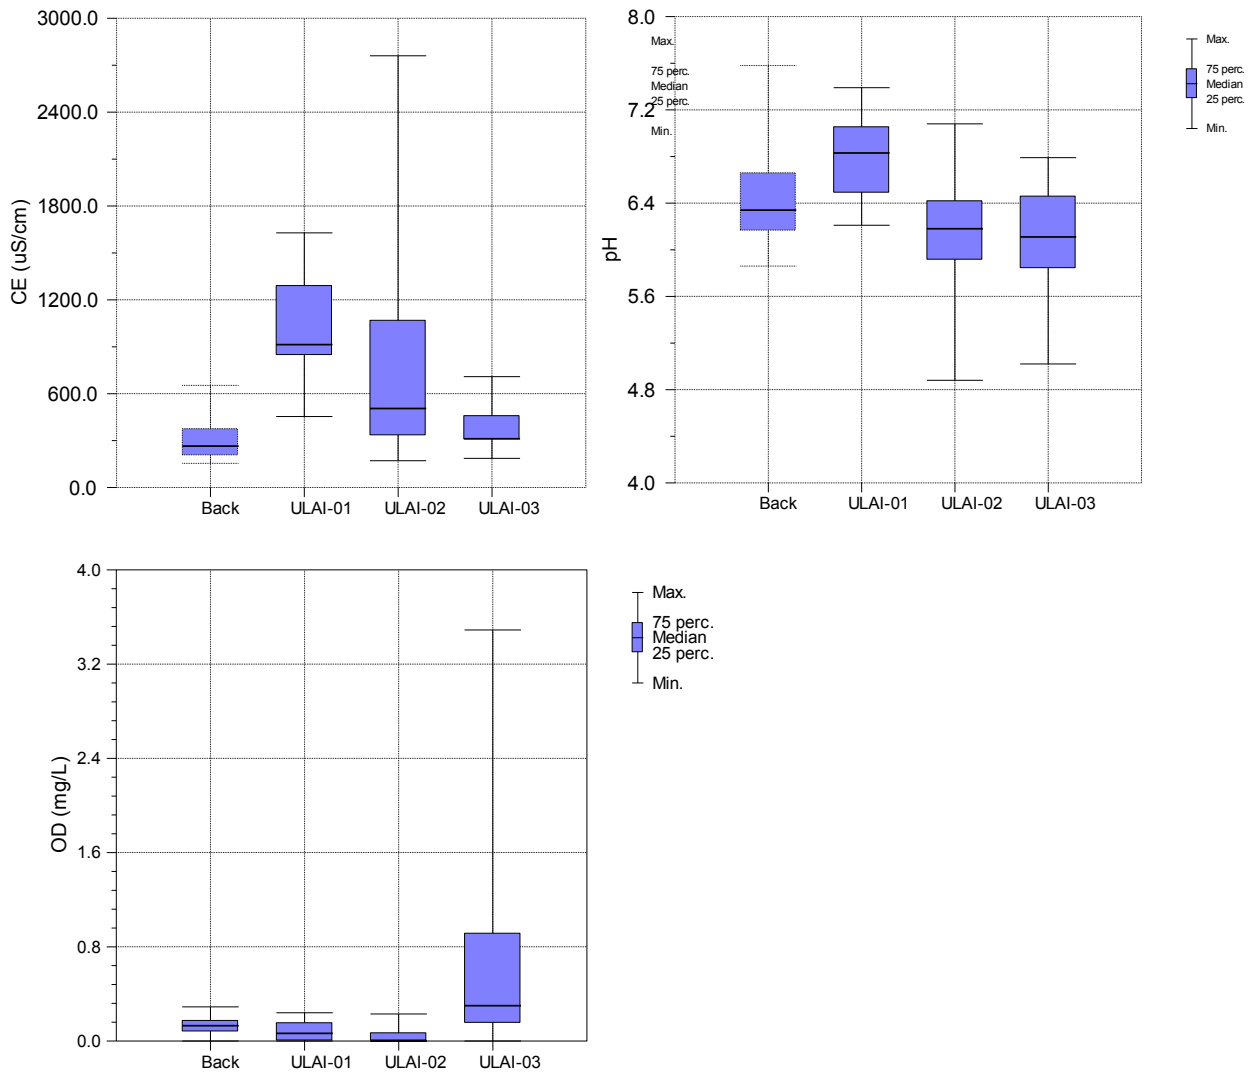 3000.0
2400.0
1800.0
1200.0
600.0
0.0
CE (uS/cm)
Back
ULAI-01
ULAI-02
ULAI-03
8.0
7.2
6.4
5.6
4.8
4.0
pH
Max.
75 perc.
Median
25 perc.
Min.
Back
ULAI-01
ULAI-02
ULAI-03
Max.
75 perc.
Median
25 perc.
Min.
4.0
3.2
2.4
1.6
0.8
0.0
OD (mg/L)
Back
ULAI-01
ULAI-02
ULAI-03
Max.
75 perc.
Median
25 perc.
Min.